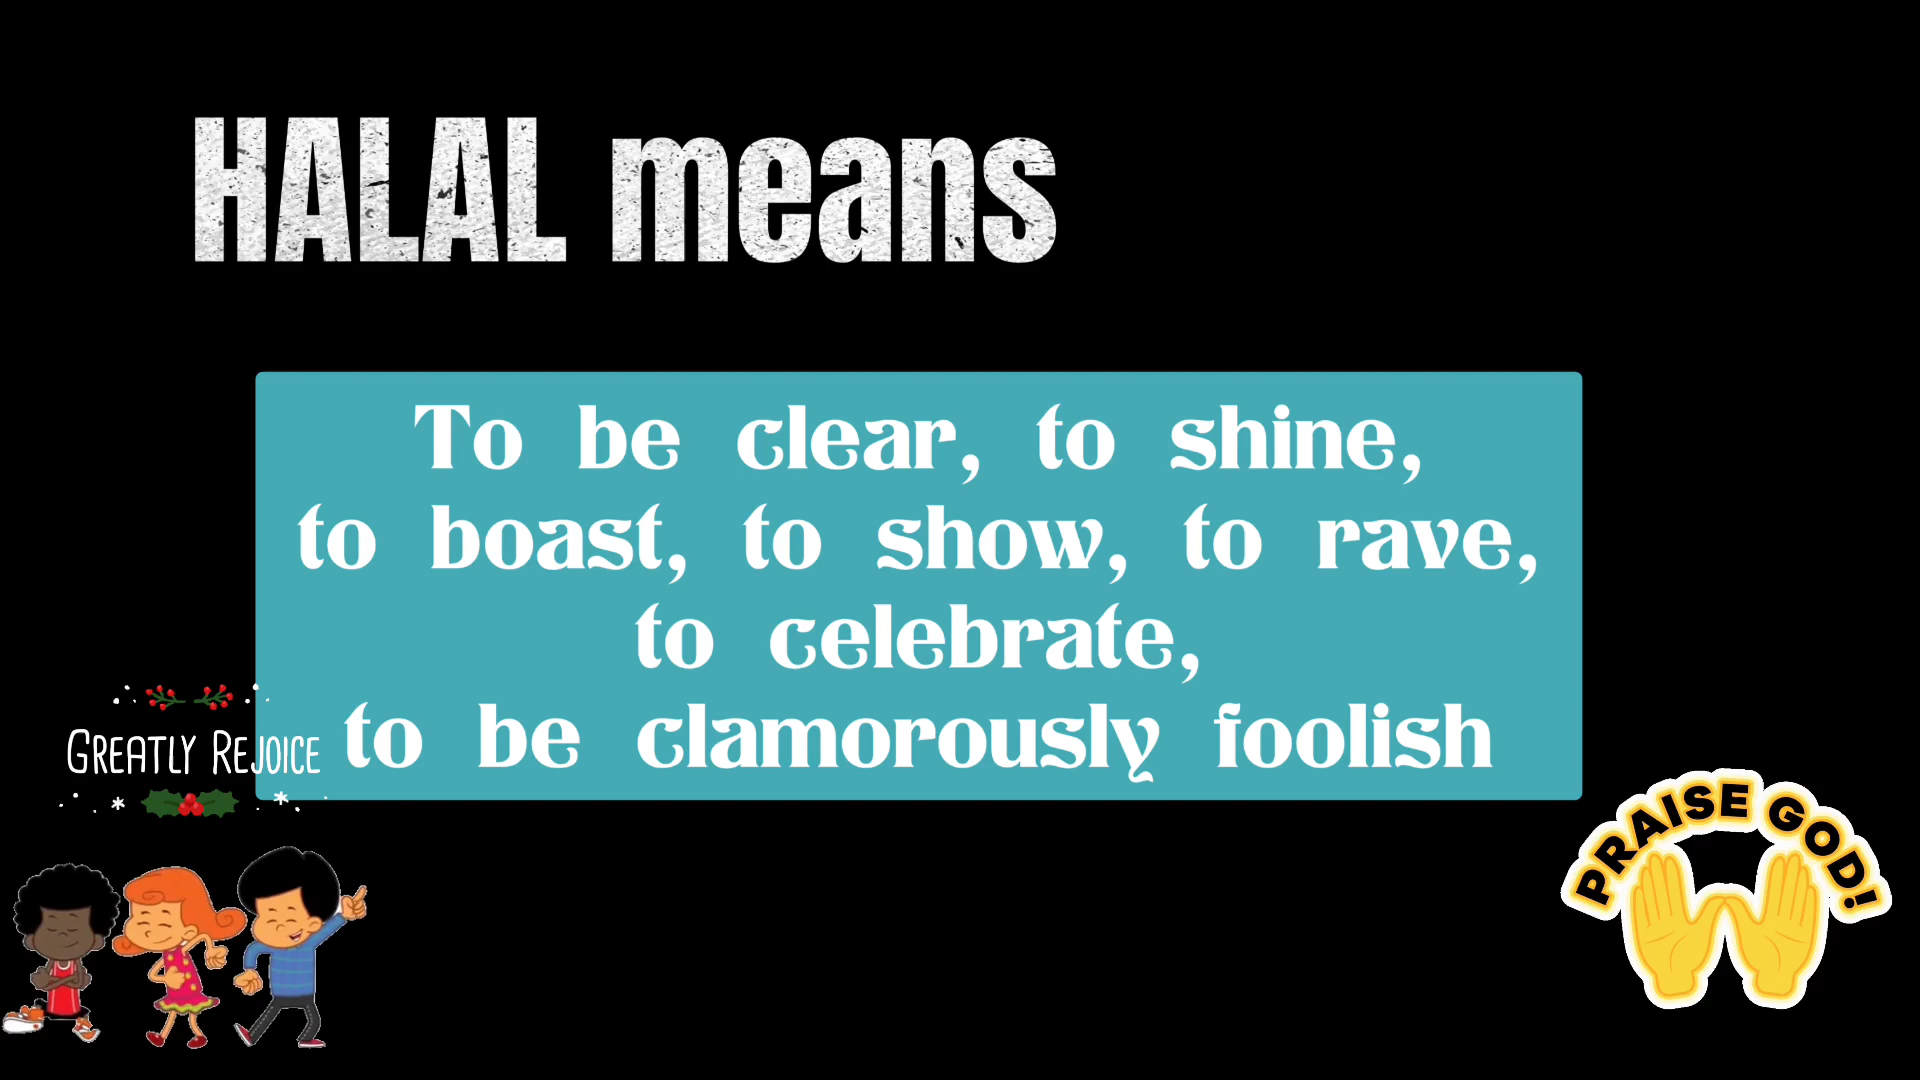 HALAL means
To be clear, to shine,
to boast, to show, to rave,
to celebrate,
to be clamorously foolish
GREATLY REJOICE
PRAISE GOD!